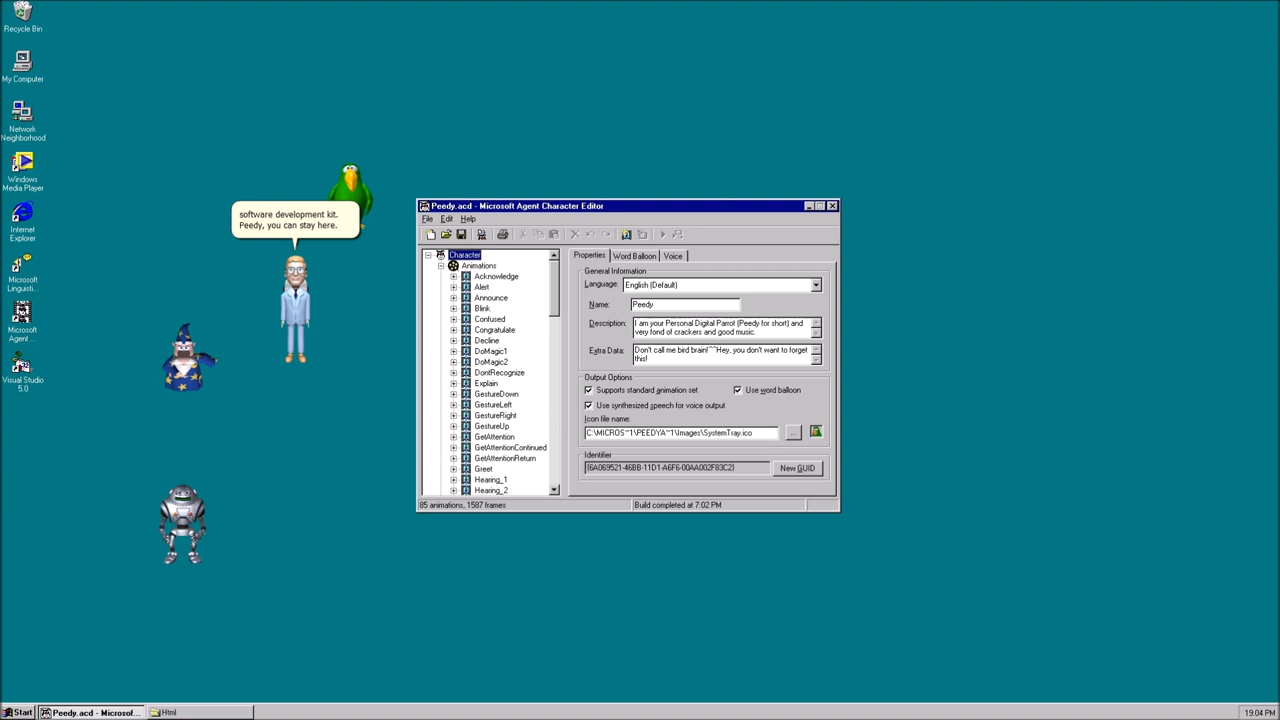 Recycle Bin
My Computer
Network
Neighborhood
Windows
Media Player
Internet
Explorer
Microsoft
Linguisti...
Microsoft
Agent ...
Visual Studio
5.0
software development kit.
Peedy, you can stay here.
Peedy.acd - Microsoft Agent Character Editor
File Edit Help
Character
Animations
Acknowledge
Alert
Announce
Blink
Confused
Congratulate
Decline
DoMagic1
DoMagic2
DontRecognize
Explain
GestureDown
GestureLeft
GestureRight
GestureUp
GetAttention
GetAttentionContinued
GetAttentionReturn
Greet
Hearing_1
Hearing_2
Properties Word Balloon Voice
General Information
Language: English (Default)
Name: Peedy
Description: I am your Personal Digital Parrot (Peedy for short) and
very fond of crackers and good music.
Extra Data: Don't call me bird brain!^^Hey, you don't want to forget
this!
Output Options
Supports standard animation set Use word balloon
Use synthesized speech for voice output
Icon file name:
C:\MICROS~1\PEEDYA~1\Images\SystemTray.ico ...
Identifier
{6A069521-46BB-11D1-A6F6-00AA002F83C2} New GUID
85 animations, 1587 frames Build completed at 7:02 PM
Start Peedy.acd - Microsof... Html 19:04 PM